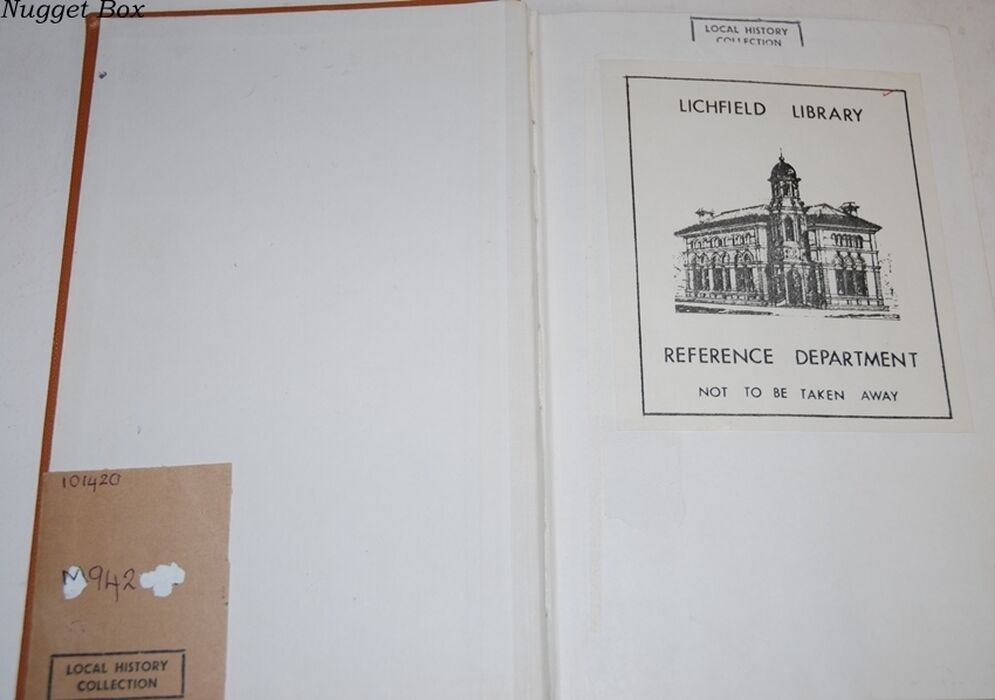 Nugget Box
101420
M942
LOCAL HISTORY
COLLECTION
LOCAL HISTORY
COLLECTION
LICHFIELD LIBRARY
REFERENCE DEPARTMENT
NOT TO BE TAKEN AWAY